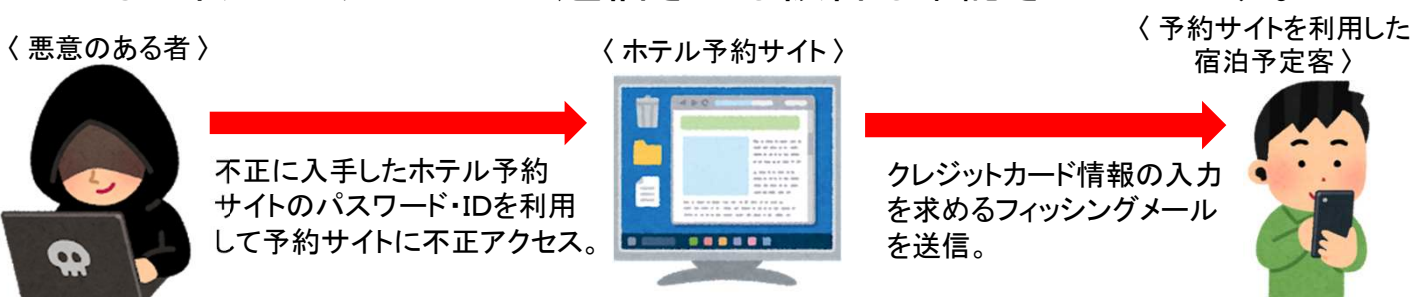 〈 悪意のある者 〉
〈 ホテル予約サイト 〉
〈 予約サイトを利用した
宿泊予定客 〉
不正に入手したホテル予約
サイトのパスワード・IDを利用
して予約サイトに不正アクセス。
クレジットカード情報の入力
を求めるフィッシングメール
を送信。